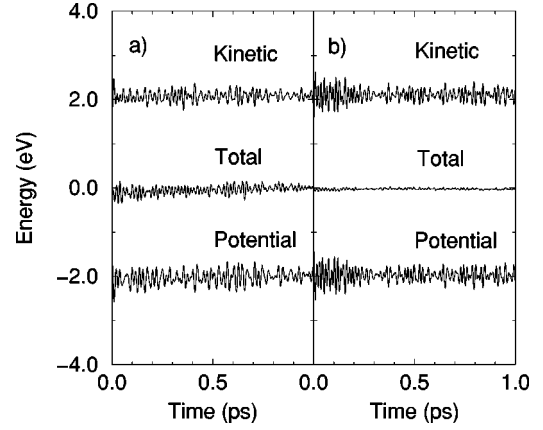 4.0
a)
Kinetic
b)
Kinetic
2.0
Energy (eV)
Total
Total
0.0
Potential
Potential
−2.0
−4.0
0.0
0.5
0.0
0.5
1.0
Time (ps)
Time (ps)